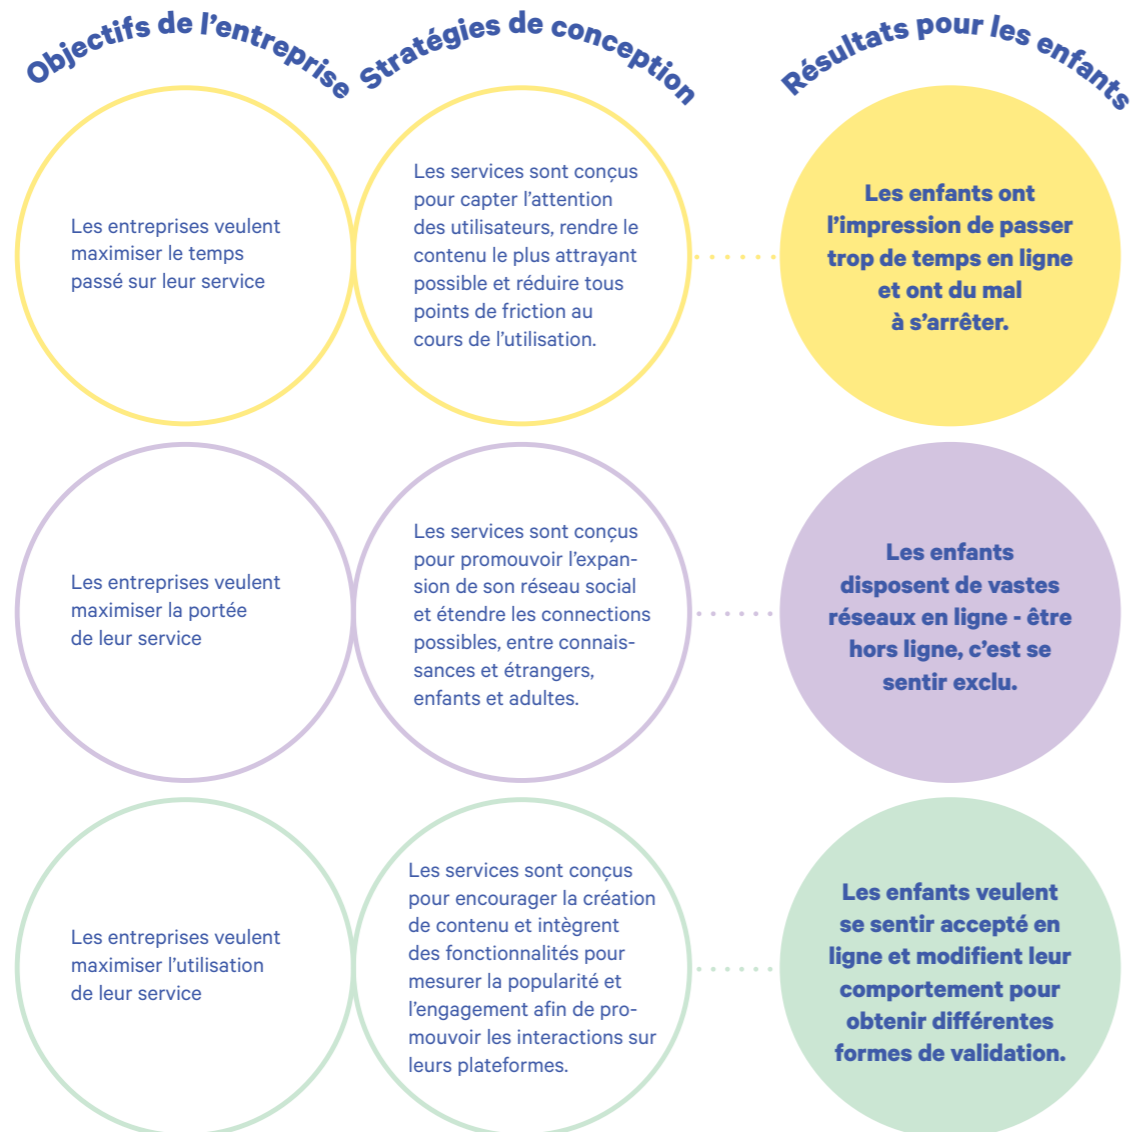 Objectifs de l'entreprise
Stratégies de conception
Résultats pour les enfants
Les entreprises veulent
maximiser le temps
passé sur leur service
Les services sont conçus
pour capter l'attention
des utilisateurs, rendre le
contenu le plus attrayant
possible et réduire tous
points de friction au
cours de l'utilisation.
Les enfants ont
l'impression de passer
trop de temps en ligne
et ont du mal
à s'arrêter.
Les entreprises veulent
maximiser la portée
de leur service
Les services sont conçus
pour promouvoir l'expan-
sion de son réseau social
et étendre les connections
possibles, entre connais-
sances et étrangers,
enfants et adultes.
Les enfants
disposent de vastes
réseaux en ligne - être
hors ligne, c'est se
sentir exclu.
Les entreprises veulent
maximiser l'utilisation
de leur service
Les services sont conçus
pour encourager la création
de contenu et intègrent
des fonctionnalités pour
mesurer la popularité et
l'engagement afin de pro-
mouvoir les interactions sur
leurs plateformes.
Les enfants veulent
se sentir accepté en
ligne et modifient leur
comportement pour
obtenir différentes
formes de validation.